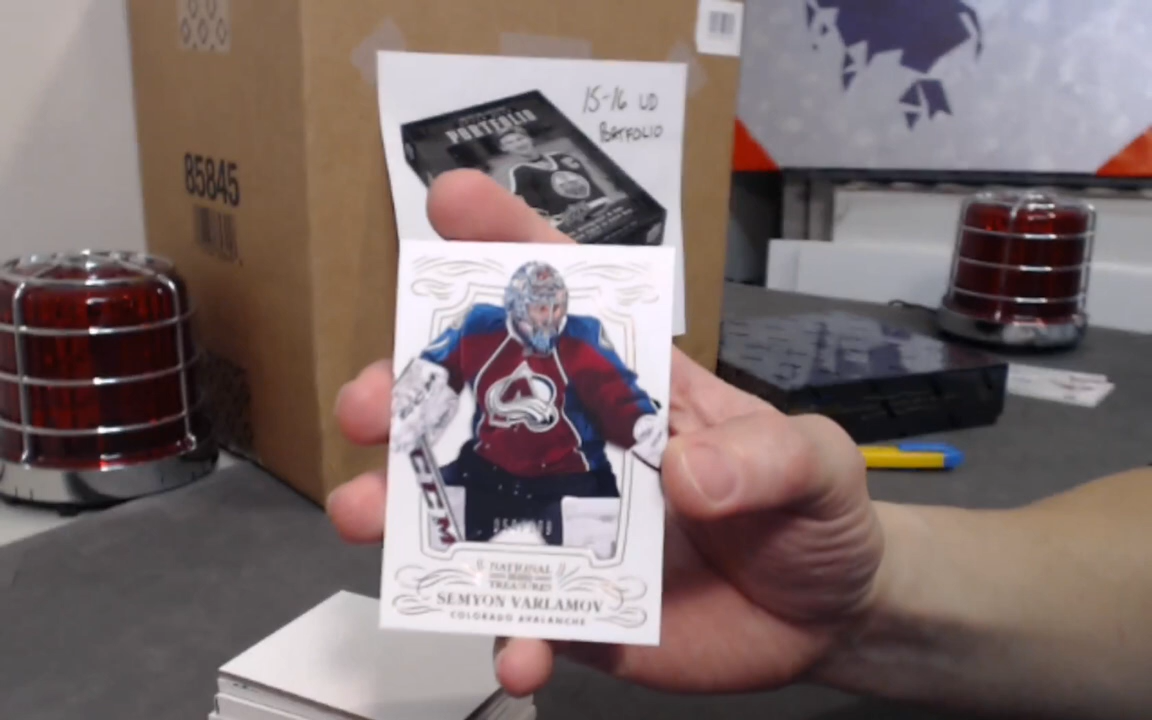 15-16 UD
PORTFOLIO
PORTFOLIO
85845
CCM
NATIONAL
TREASURES
SEMYON VARLAMOV
COLORADO AVALANCHE